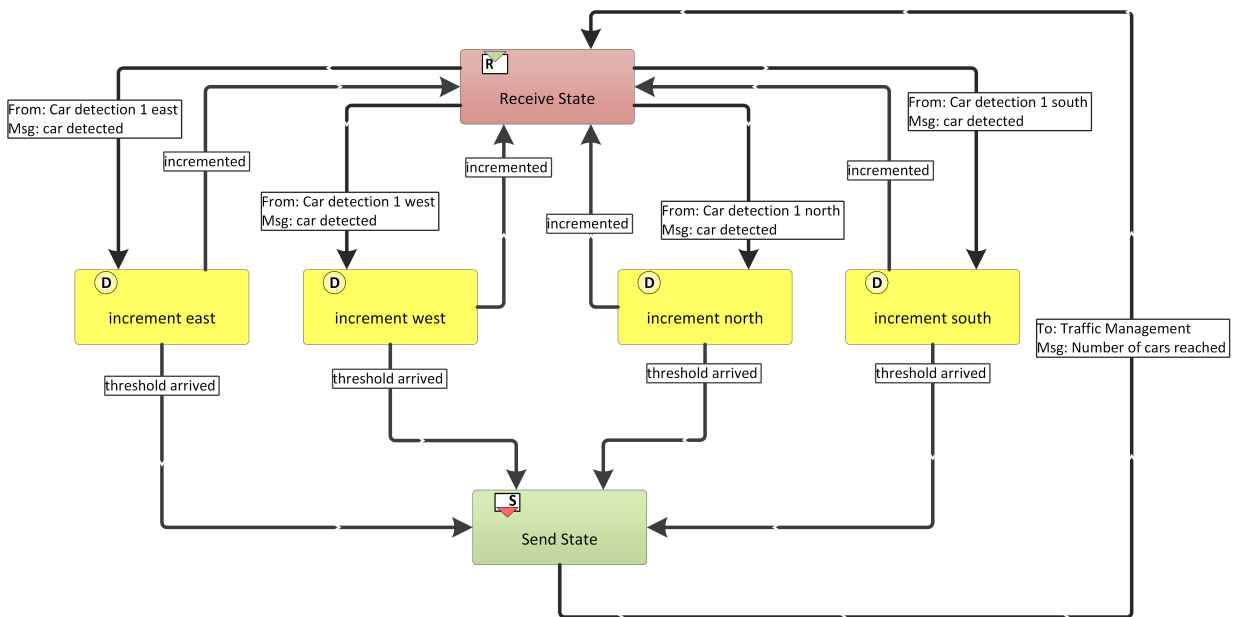 R
Receive State
From: Car detection 1 east
Msg: car detected
From: Car detection 1 south
Msg: car detected
incremented
incremented
incremented
From: Car detection 1 west
Msg: car detected
From: Car detection 1 north
Msg: car detected
incremented
D
increment east
D
increment west
D
increment north
D
increment south
To: Traffic Management
Msg: Number of cars reached
threshold arrived
threshold arrived
threshold arrived
threshold arrived
S
Send State